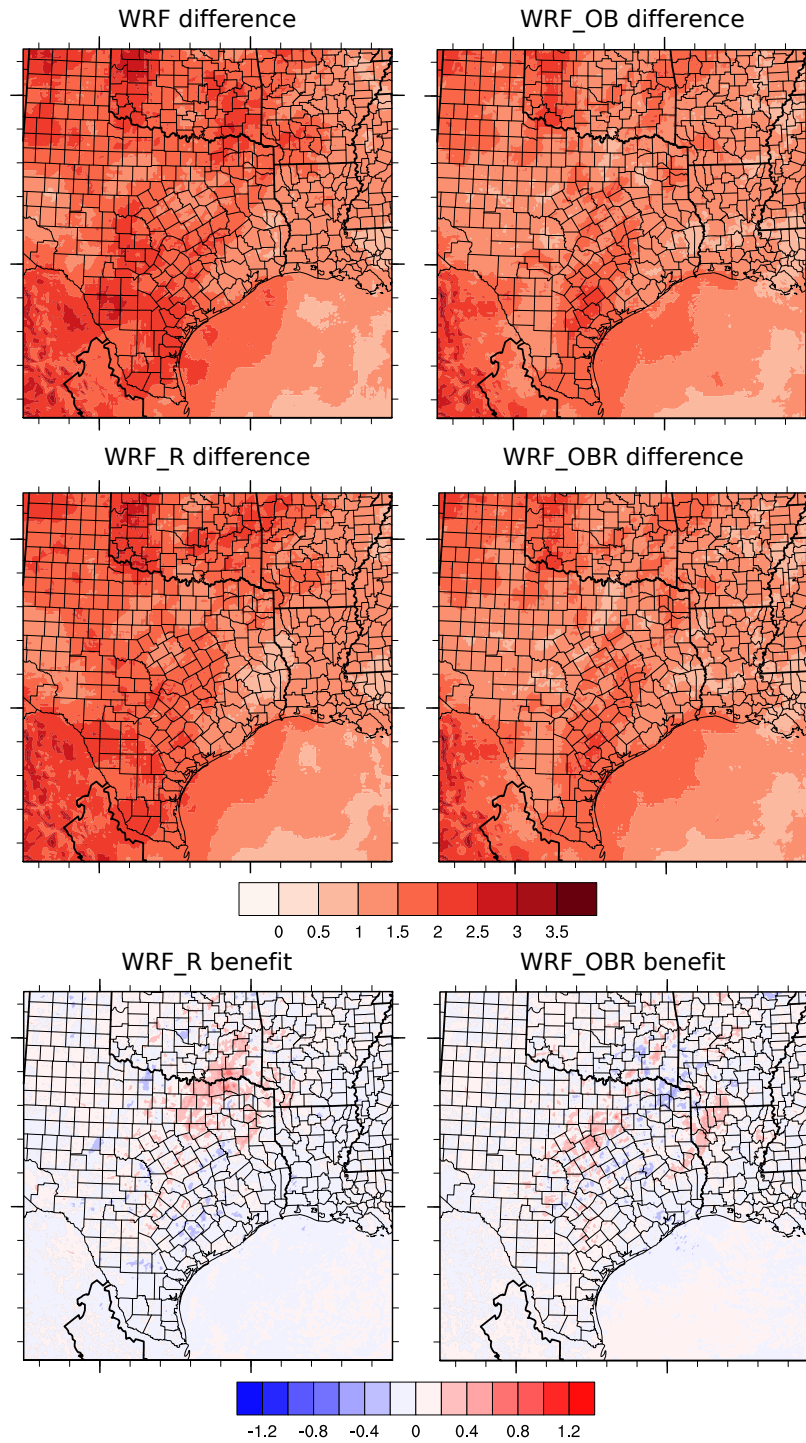 WRF difference
WRF_OB difference
WRF_R difference
WRF_OBR difference
0 0.5 1 1.5 2 2.5 3 3.5
WRF_R benefit
WRF_OBR benefit
-1.2 -0.8 -0.4 0 0.4 0.8 1.2